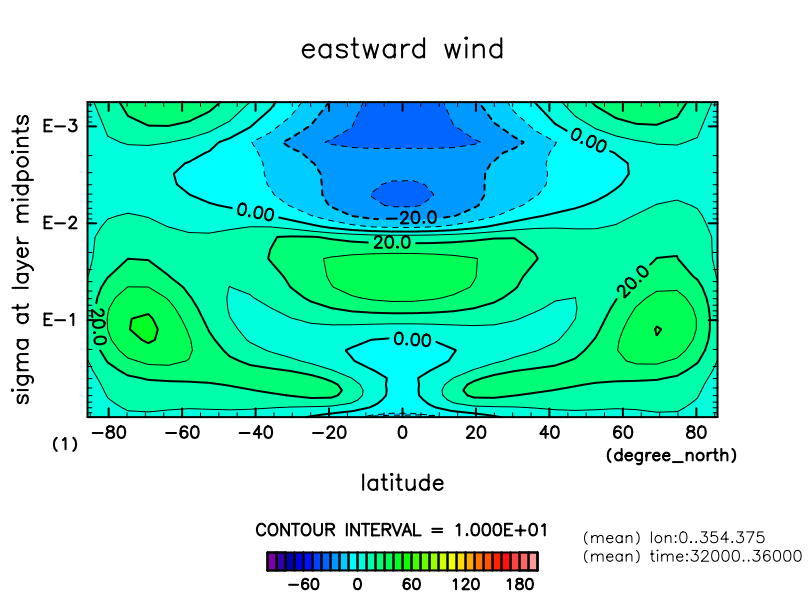 eastward wind
sigma at layer midpoints
E-3
E-2
E-1
0.00
0.00
20.0
20.0
20.0
20.0
0.00
-80 -60 -40 -20 0 20 40 60 80
(1)
(degree_north)
latitude
CONTOUR INTERVAL = 1.000E+01
-60 0 60 120 180
(mean) lon:0..354.375
(mean) time:32000..36000